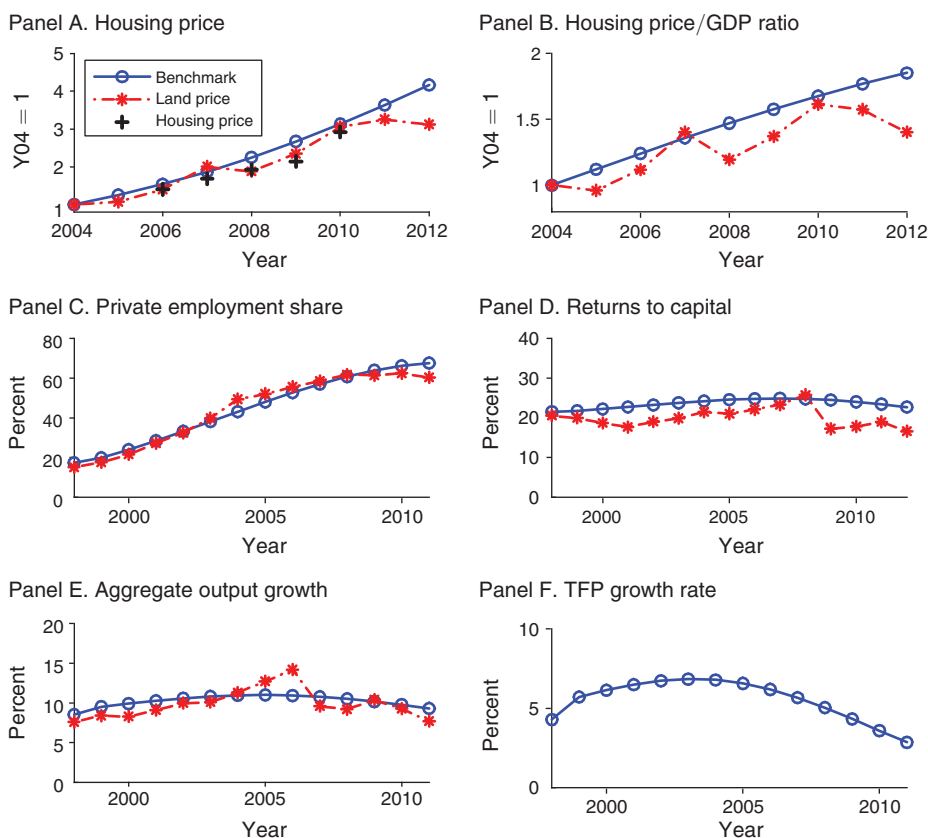 Panel A. Housing price
5
4
3
2
1
Y04 = 1
Benchmark
Land price
Housing price
2004 2006 2008 2010 2012
Year
Panel B. Housing price/GDP ratio
2
1.5
1
Y04 = 1
2004 2006 2008 2010 2012
Year
Panel C. Private employment share
80
60
40
20
0
Percent
2000 2005 2010
Year
Panel D. Returns to capital
40
30
20
10
0
Percent
2000 2005 2010
Year
Panel E. Aggregate output growth
20
15
10
5
0
Percent
2000 2005 2010
Year
Panel F. TFP growth rate
10
5
0
Percent
2000 2005 2010
Year